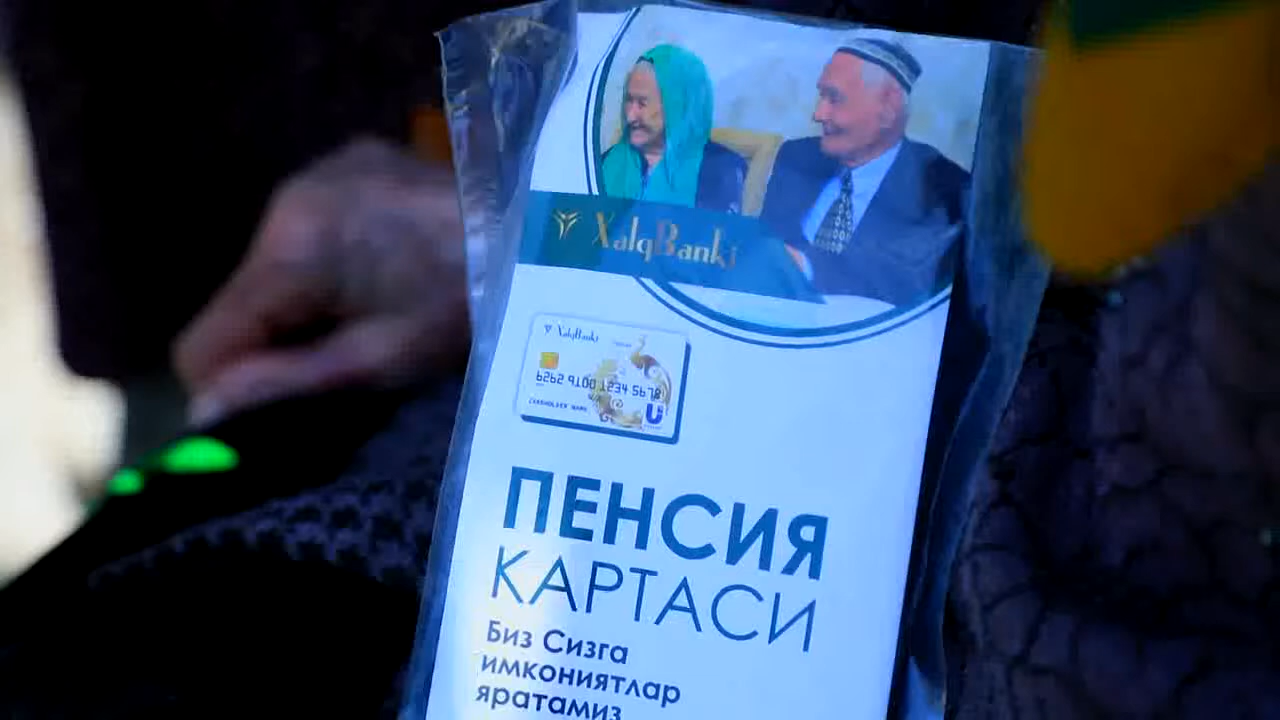 XalqBanki
XalqBanki
6262 9100 1234 5678
CARDHOLDER NAME
U
ПЕНСИЯ
КАРТАСИ
Биз Сизга
имкониятлар
яратамиз